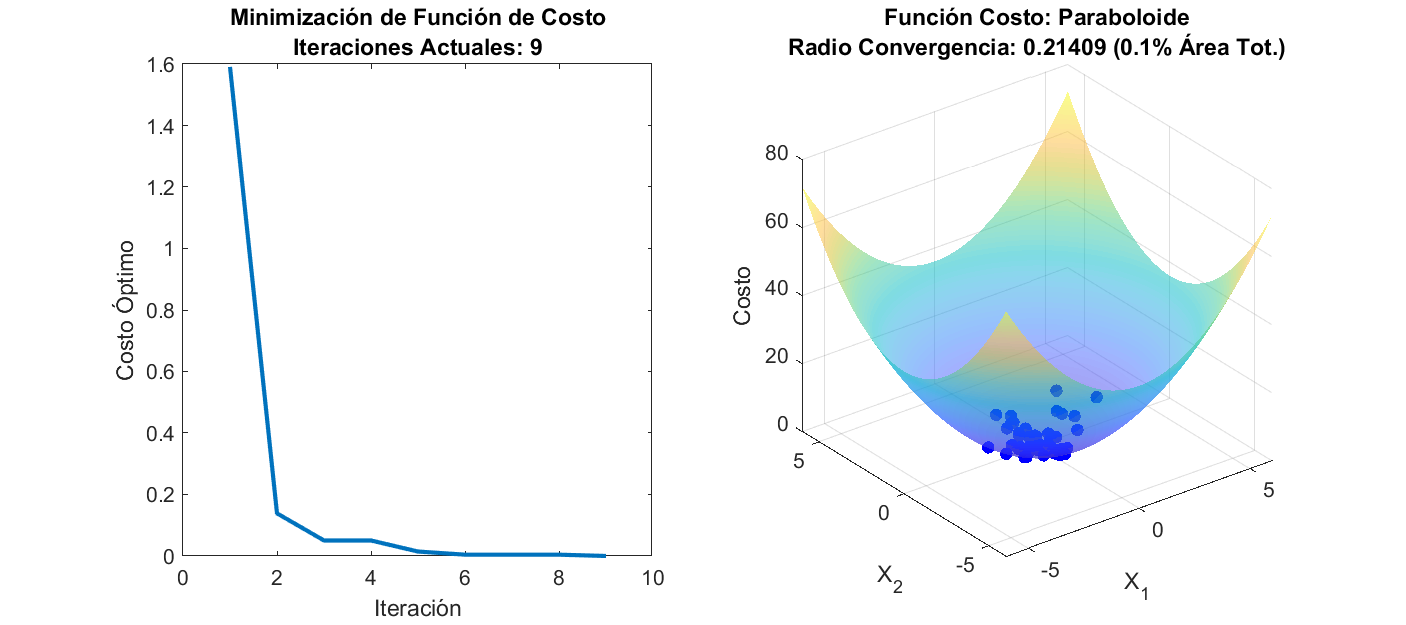 Minimización de Función de Costo
Iteraciones Actuales: 9
1.6
1.4
1.2
1
0.8
0.6
0.4
0.2
0
Costo Óptimo
0
2
4
6
8
10
Iteración
Función Costo: Paraboloide
Radio Convergencia: 0.21409 (0.1% Área Tot.)
80
60
40
20
0
Costo
5
0
-5
X2
-5
0
5
X1